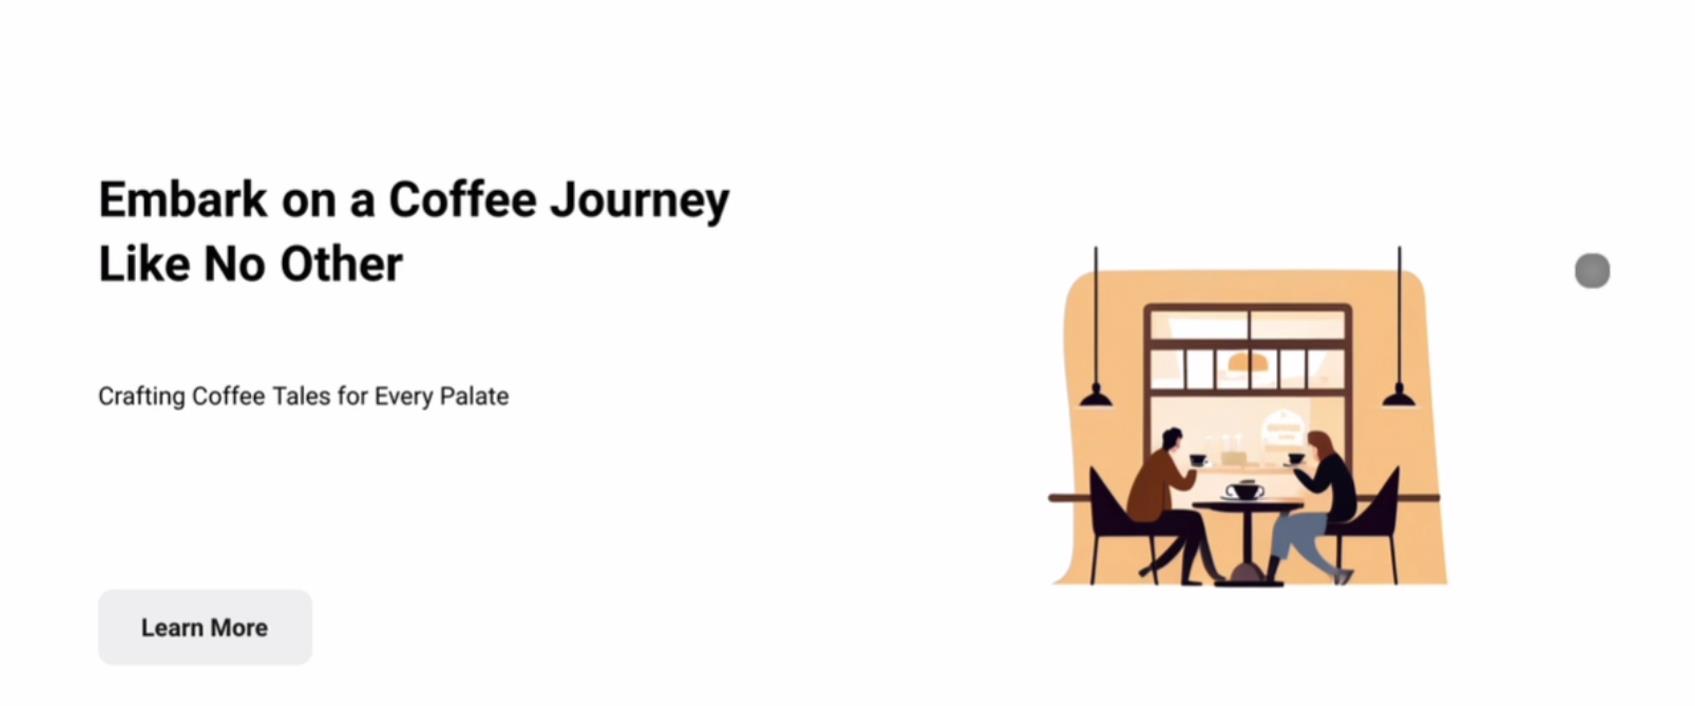 Embark on a Coffee Journey
Like No Other
Crafting Coffee Tales for Every Palate
Learn More